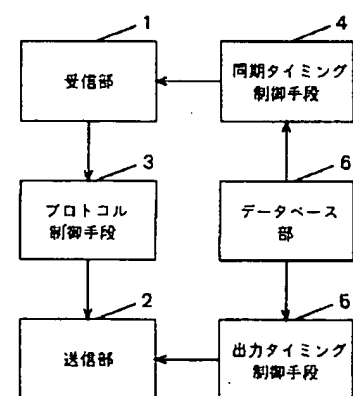 1
受信部
4
同期タイミング
制御手段
3
プロトコル
制御手段
6
データベース
部
2
送信部
5
出力タイミング
制御手段